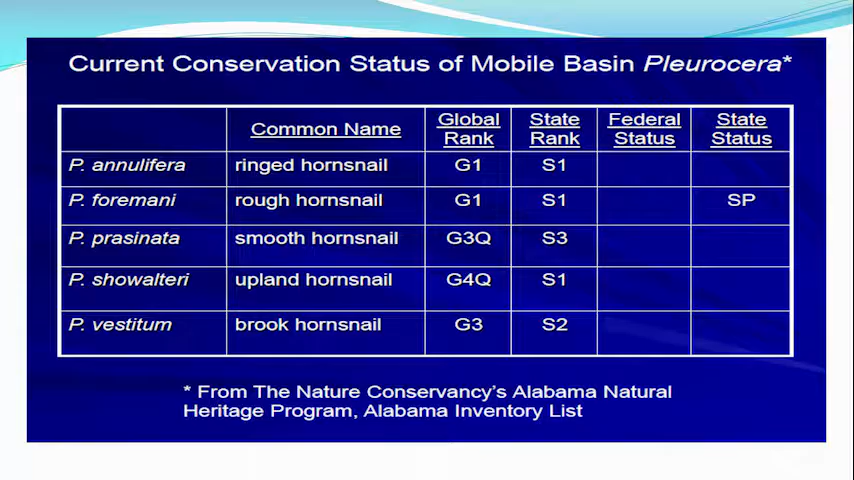 Current Conservation Status of Mobile Basin Pleurocera*
Common Name Global Rank State Rank Federal Status State Status
P. annulifera ringed hornsnail G1 S1
P. foremani rough hornsnail G1 S1 SP
P. prasinata smooth hornsnail G3Q S3
P. showalteri upland hornsnail G4Q S1
P. vestitum brook hornsnail G3 S2
* From The Nature Conservancy's Alabama Natural
Heritage Program, Alabama Inventory List